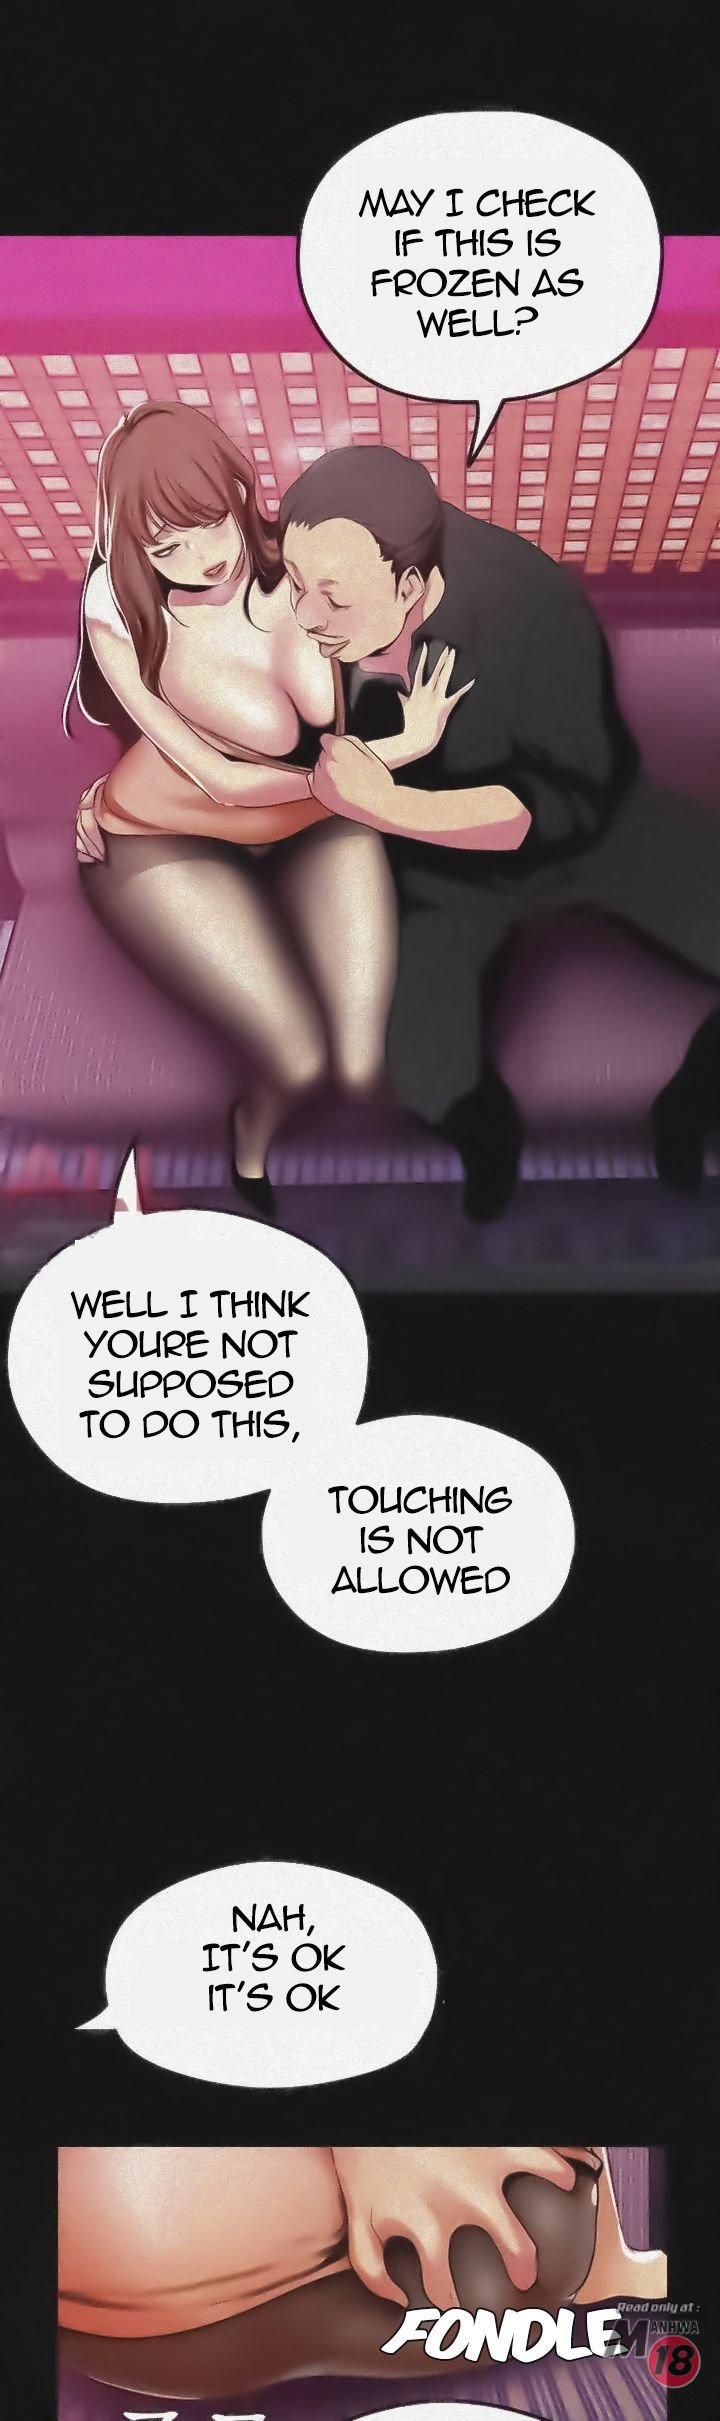 MAY I CHECK
IF THIS IS
FROZEN AS
WELL?
WELL I THINK
YOURE NOT
SUPPOSED
TO DO THIS,
TOUCHING
IS NOT
ALLOWED
NAH,
IT'S OK
IT'S OK
FONDLE
Read only at :
MANHWA
18